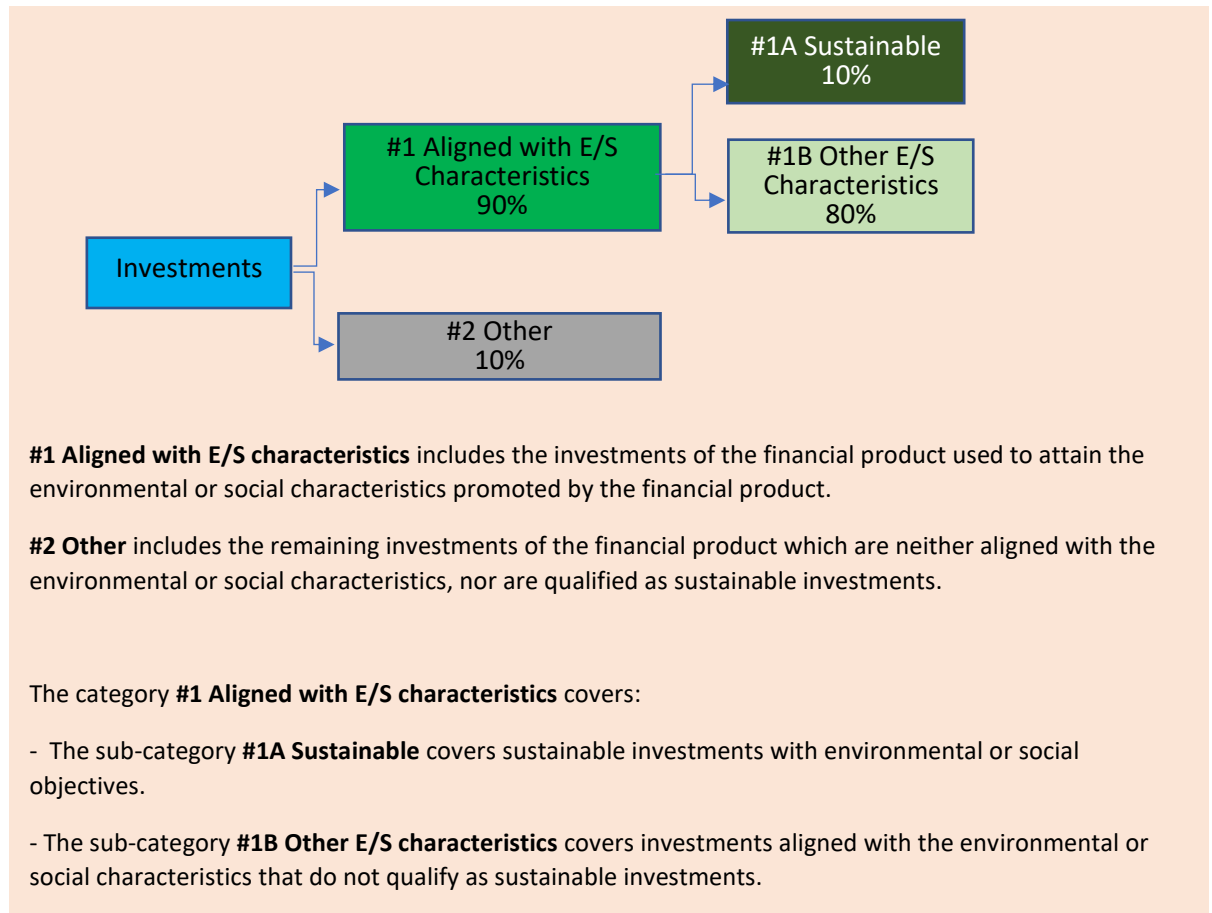 #1A Sustainable
10%
#1 Aligned with E/S
Characteristics
90%
#1B Other E/S
Characteristics
80%
Investments
#2 Other
10%
#1 Aligned with E/S characteristics includes the investments of the financial product used to attain the
environmental or social characteristics promoted by the financial product.
#2 Other includes the remaining investments of the financial product which are neither aligned with the
environmental or social characteristics, nor are qualified as sustainable investments.
The category #1 Aligned with E/S characteristics covers:
- The sub-category #1A Sustainable covers sustainable investments with environmental or social
objectives.
- The sub-category #1B Other E/S characteristics covers investments aligned with the environmental or
social characteristics that do not qualify as sustainable investments.